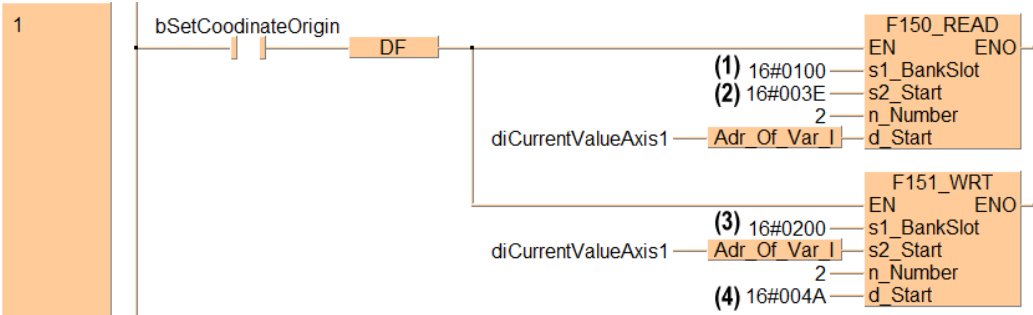 1
bSetCoodinateOrigin
DF
F150_READ
EN ENO
(1) 16#0100 s1_BankSlot
(2) 16#003E s2_Start
2 n_Number
diCurrentValueAxis1 Adr_Of_Var_I d_Start
F151_WRT
EN ENO
(3) 16#0200 s1_BankSlot
diCurrentValueAxis1 Adr_Of_Var_I s2_Start
2 n_Number
(4) 16#004A d_Start